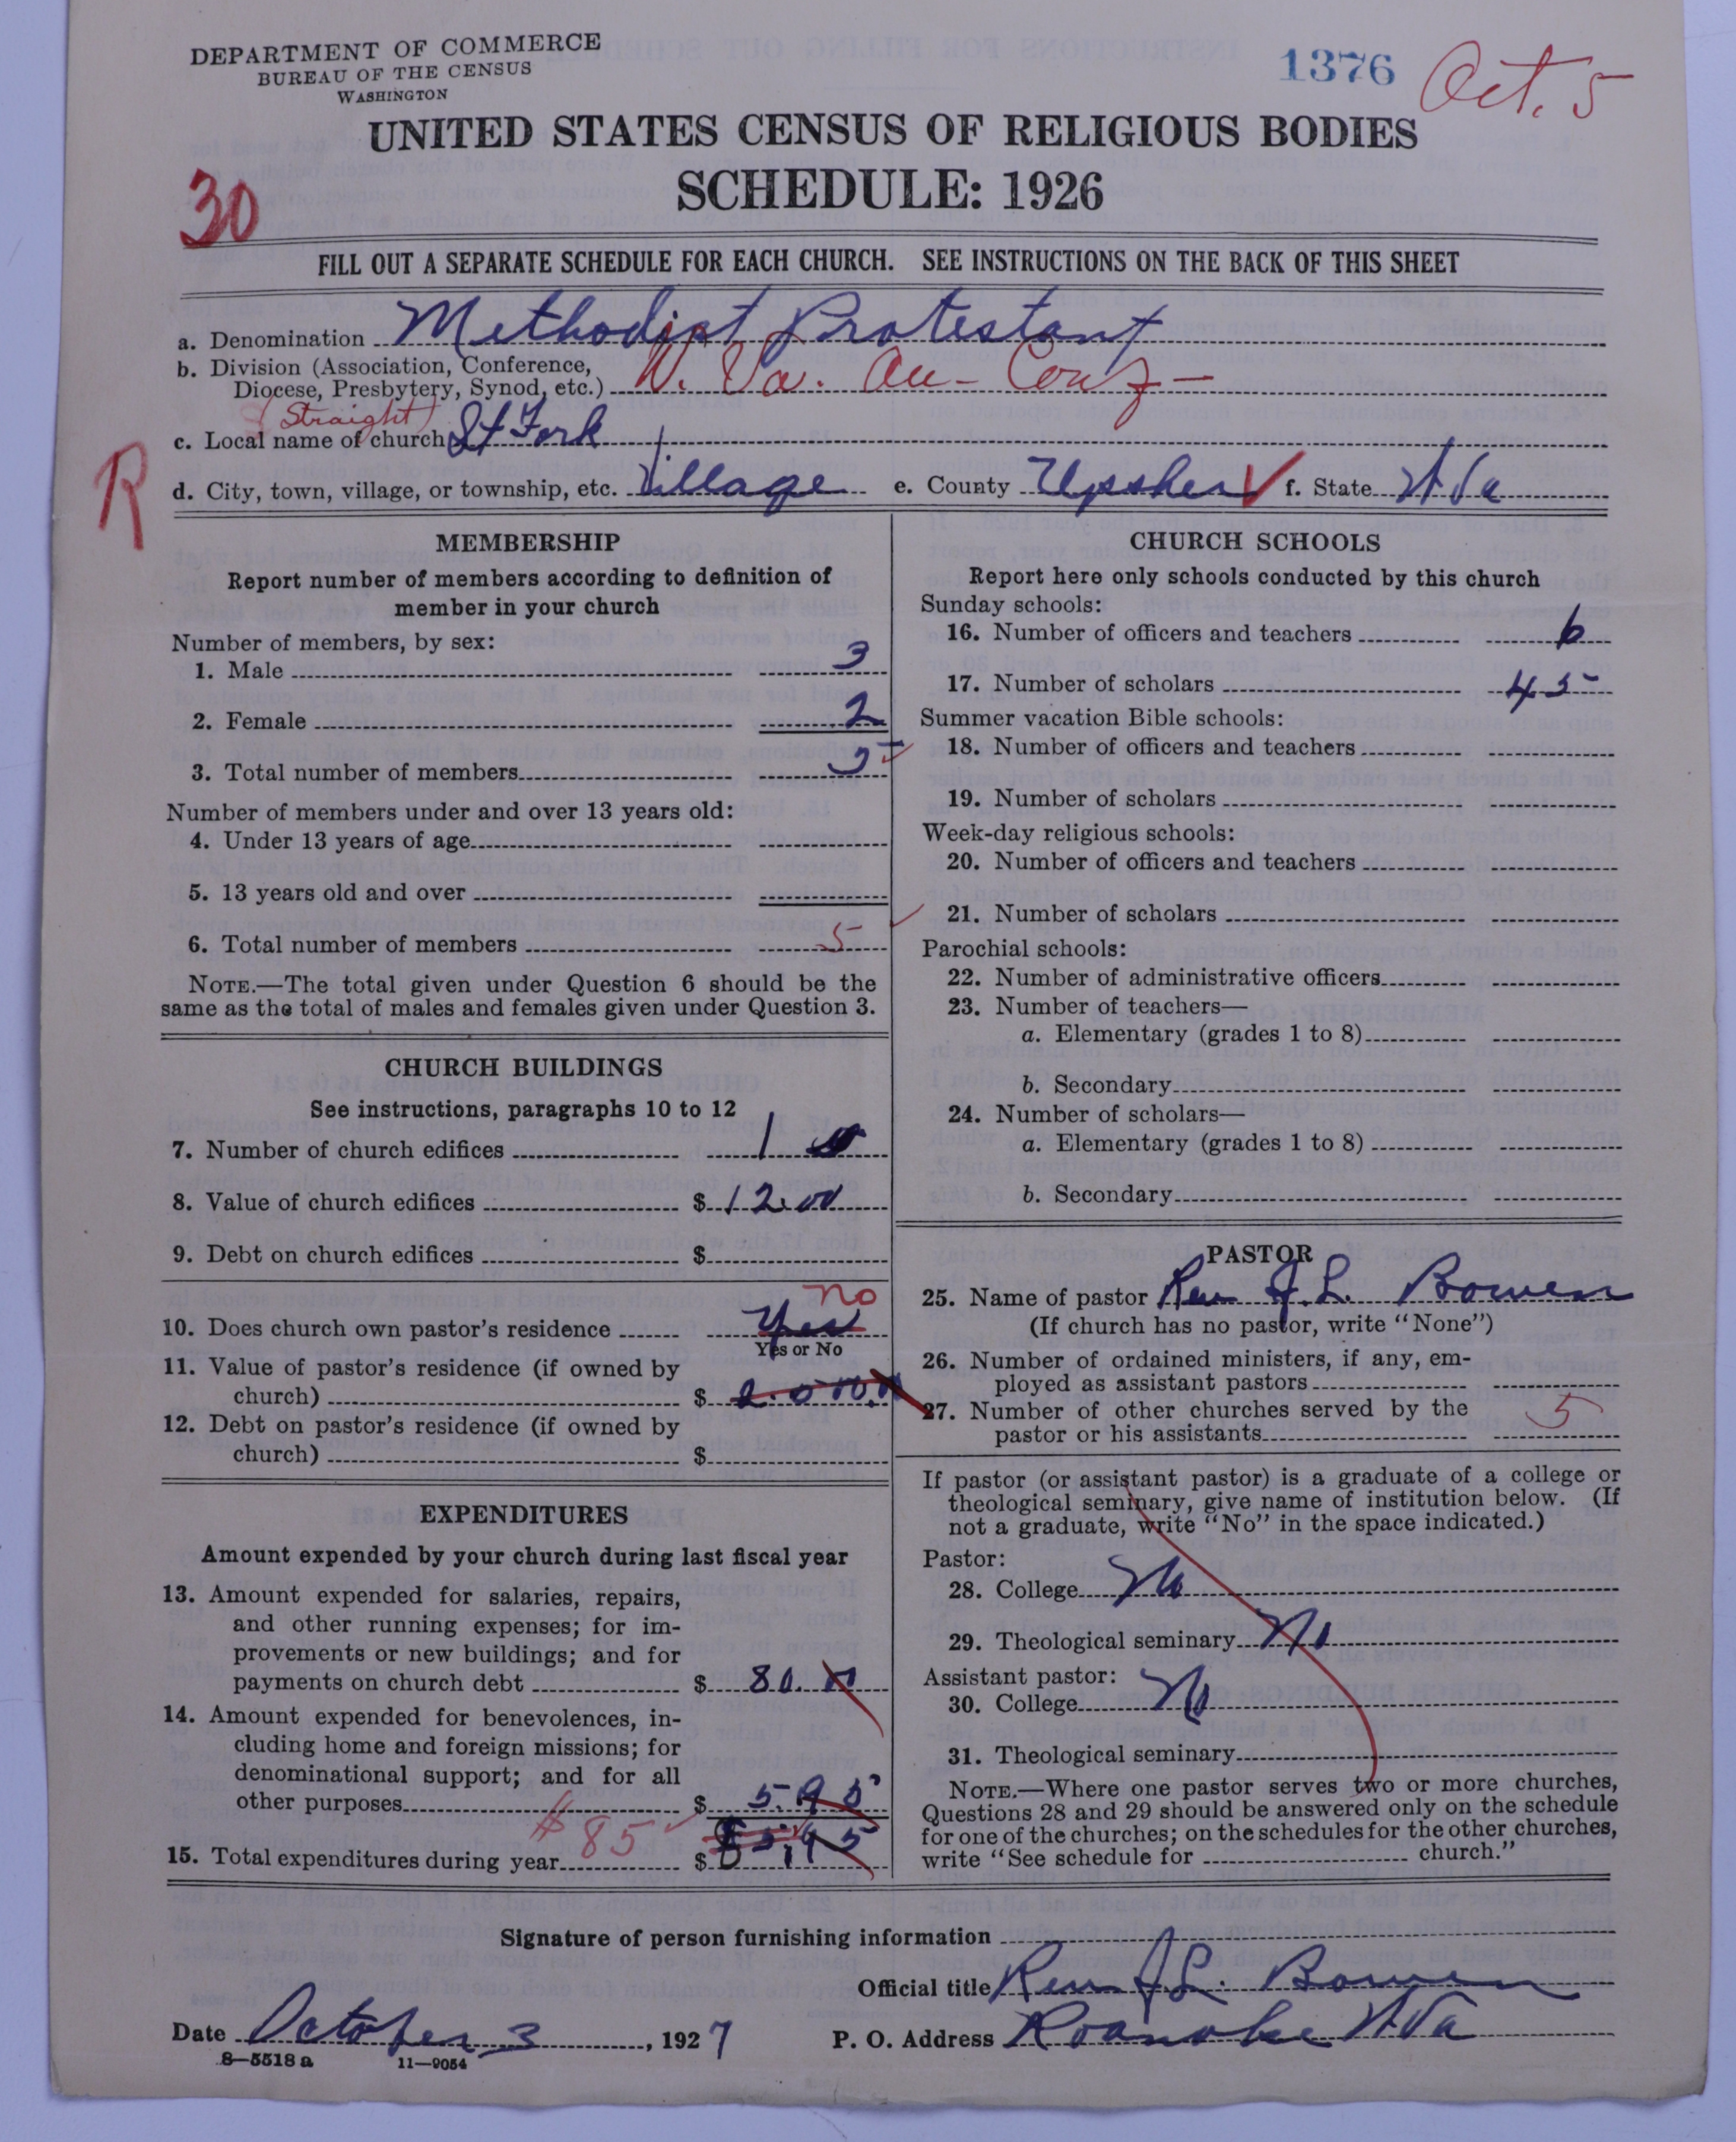 DEPARTMENT OF COMMERCE
BUREAU OF THE CENSUS
WASHINGTON
1376 Oct. 5
UNITED STATES CENSUS OF RELIGIOUS BODIES
SCHEDULE: 1926
30
FILL OUT A SEPARATE SCHEDULE FOR EACH CHURCH. SEE INSTRUCTIONS ON THE BACK OF THIS SHEET
a. Denomination Methodist Protestant
b. Division (Association, Conference,
Diocese, Presbytery, Synod, etc.) W. Va. An- Conf-
(Straight)
c. Local name of church St Fork
R
d. City, town, village, or township, etc. Village e. County Upsher f. State W Va
MEMBERSHIP
Report number of members according to definition of
member in your church
Number of members, by sex:
1. Male 3
2. Female 2
3. Total number of members 5
Number of members under and over 13 years old:
4. Under 13 years of age
5. 13 years old and over
6. Total number of members 5
NOTE.—The total given under Question 6 should be the
same as the total of males and females given under Question 3.
CHURCH BUILDINGS
See instructions, paragraphs 10 to 12
7. Number of church edifices 1
8. Value of church edifices $ 1200
9. Debt on church edifices $
no
10. Does church own pastor's residence Yes
Yes or No
11. Value of pastor's residence (if owned by
church) $
12. Debt on pastor's residence (if owned by
church) $
EXPENDITURES
Amount expended by your church during last fiscal year
13. Amount expended for salaries, repairs,
and other running expenses; for im-
provements or new buildings; and for
payments on church debt $ 80.00
14. Amount expended for benevolences, in-
cluding home and foreign missions; for
denominational support; and for all
other purposes $ 5.95
$85
15. Total expenditures during year $
CHURCH SCHOOLS
Report here only schools conducted by this church
Sunday schools:
16. Number of officers and teachers 6
17. Number of scholars 45
Summer vacation Bible schools:
18. Number of officers and teachers
19. Number of scholars
Week-day religious schools:
20. Number of officers and teachers
21. Number of scholars
Parochial schools:
22. Number of administrative officers
23. Number of teachers—
a. Elementary (grades 1 to 8)
b. Secondary
24. Number of scholars—
a. Elementary (grades 1 to 8)
b. Secondary
PASTOR
25. Name of pastor Rev J.L. Bowen
(If church has no pastor, write "None")
26. Number of ordained ministers, if any, em-
ployed as assistant pastors
27. Number of other churches served by the
pastor or his assistants 5
If pastor (or assistant pastor) is a graduate of a college or
theological seminary, give name of institution below. (If
not a graduate, write "No" in the space indicated.)
Pastor:
28. College No
29. Theological seminary No
Assistant pastor:
30. College No
31. Theological seminary
NOTE.—Where one pastor serves two or more churches,
Questions 28 and 29 should be answered only on the schedule
for one of the churches; on the schedules for the other churches,
write "See schedule for church."
Signature of person furnishing information
Official title Rev J L. Bowen
Date October 3, 1927 P. O. Address Roanoke W Va
8—5518 a 11—9054